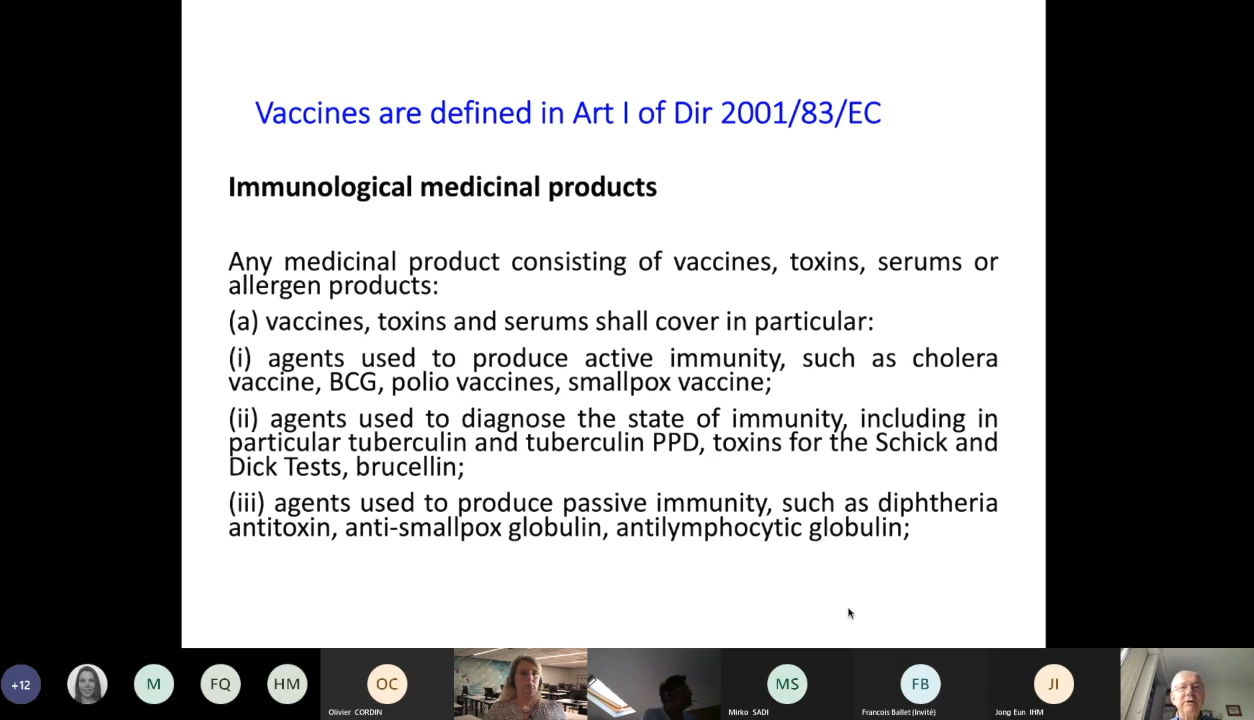 Vaccines are defined in Art I of Dir 2001/83/EC
Immunological medicinal products
Any medicinal product consisting of vaccines, toxins, serums or
allergen products:
(a) vaccines, toxins and serums shall cover in particular:
(i) agents used to produce active immunity, such as cholera
vaccine, BCG, polio vaccines, smallpox vaccine;
(ii) agents used to diagnose the state of immunity, including in
particular tuberculin and tuberculin PPD, toxins for the Schick and
Dick Tests, brucellin;
(iii) agents used to produce passive immunity, such as diphtheria
antitoxin, anti-smallpox globulin, antilymphocytic globulin;
+12
M
FQ
HM
OC
MS
FB
JI
Olivier CORDIN
Mirko SADI
Francois Ballet (Invité)
Jong Eun IHM